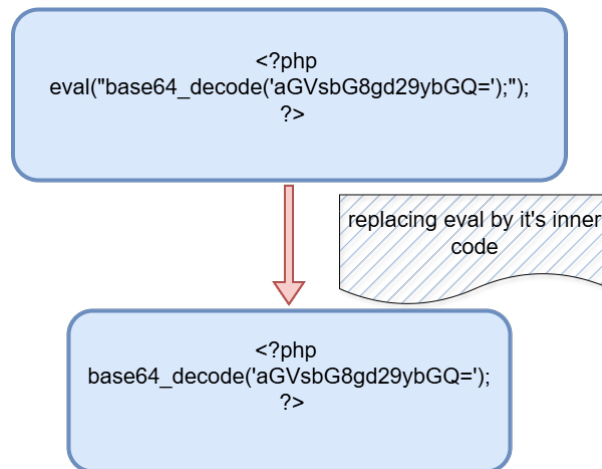 <?php
eval("base64_decode('aGVsbG8gd29ybGQ=');");
?>
replacing eval by it's inner
code
<?php
base64_decode('aGVsbG8gd29ybGQ=');
?>